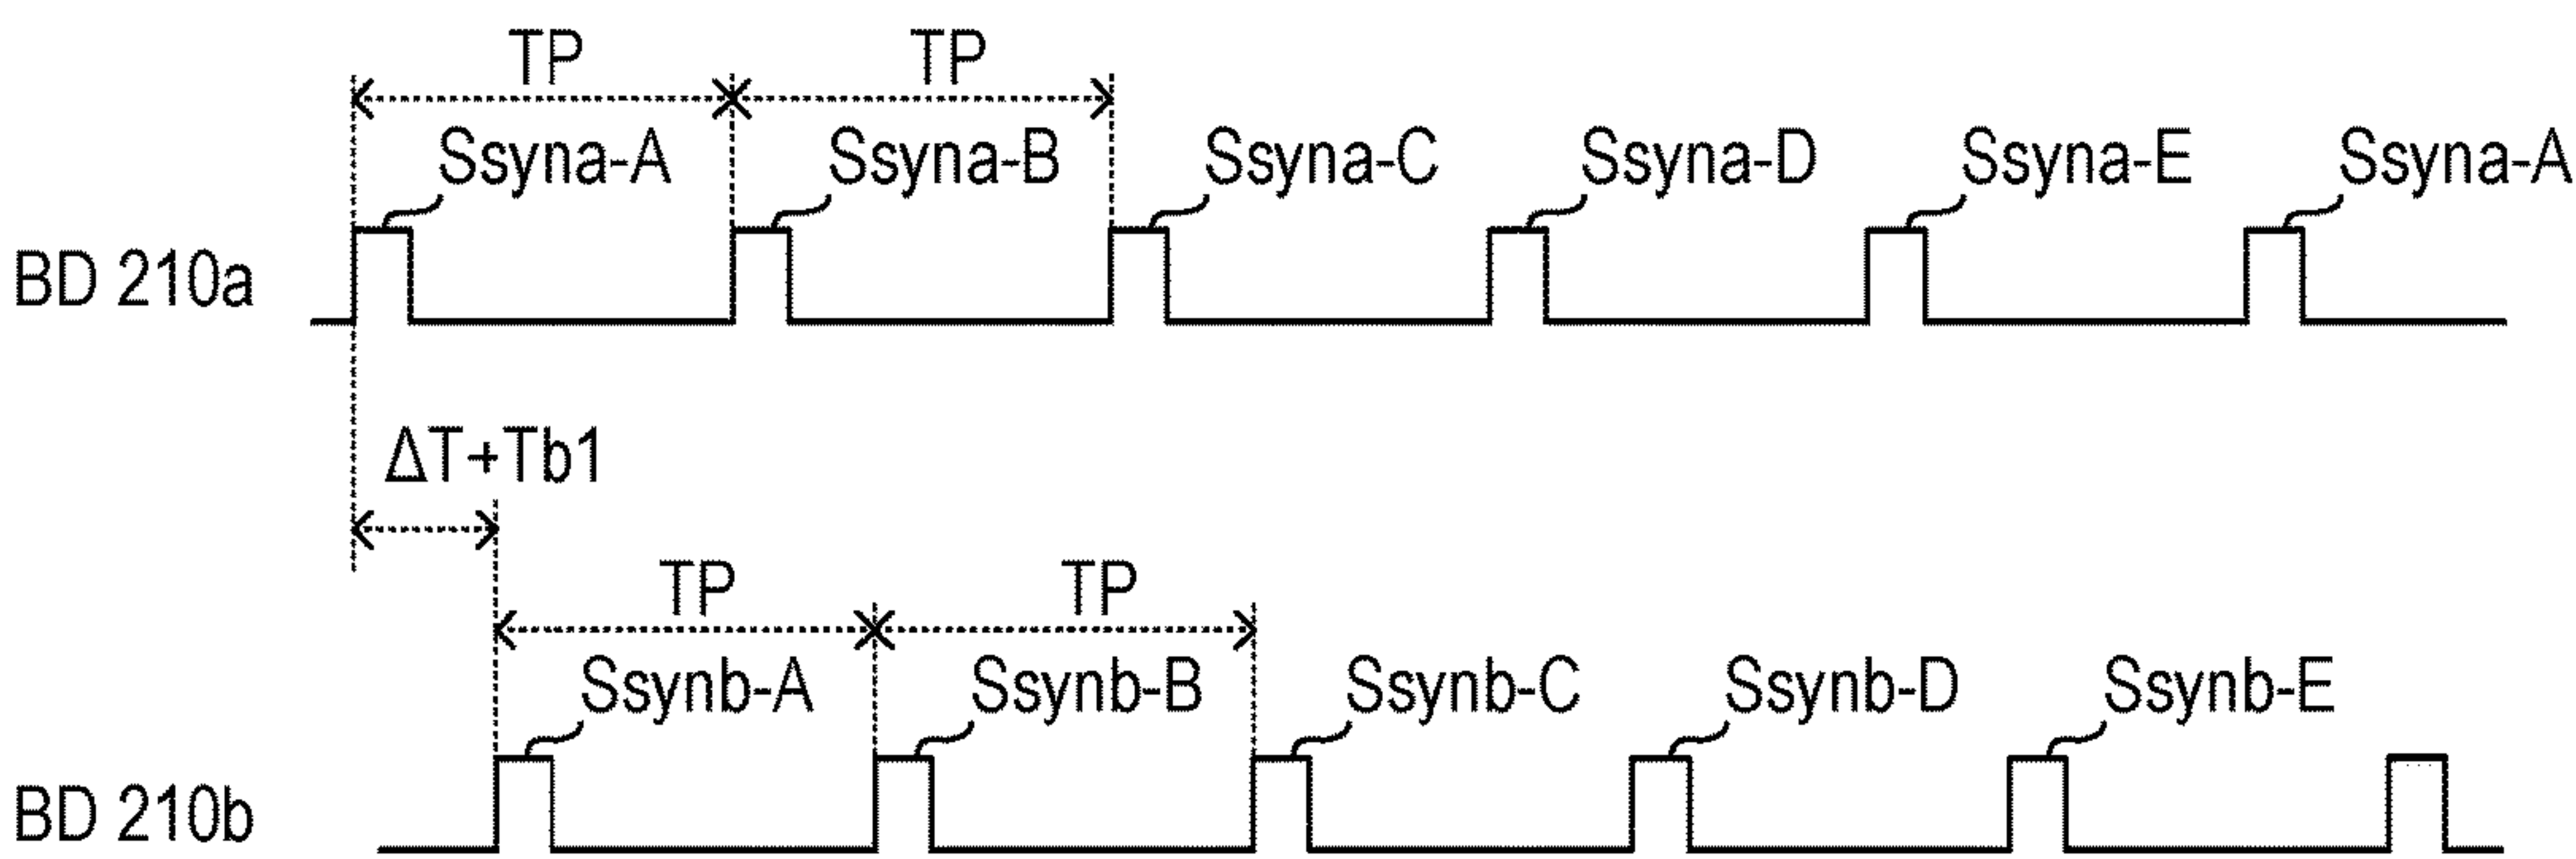 TP TP
Ssyna-A Ssyna-B Ssyna-C Ssyna-D Ssyna-E Ssyna-A
BD 210a
ΔT+Tb1
TP TP
Ssynb-A Ssynb-B Ssynb-C Ssynb-D Ssynb-E
BD 210b